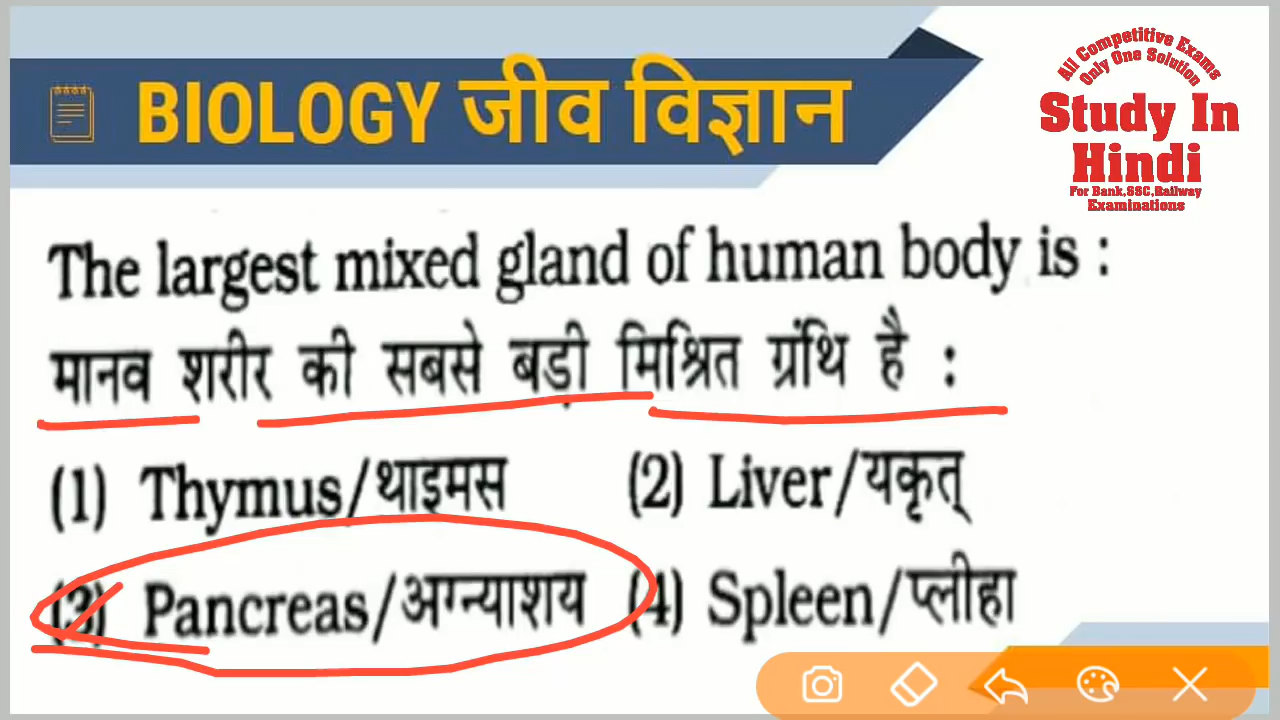 BIOLOGY जीव विज्ञान
All Competitive Exams
Only One Solution
Study In
Hindi
For Bank,SSC,Railway
Examinations
The largest mixed gland of human body is :
मानव शरीर की सबसे बड़ी मिश्रित ग्रंथि है :
(1) Thymus/थाइमस (2) Liver/यकृत्
(3) Pancreas/अग्न्याशय (4) Spleen/प्लीहा